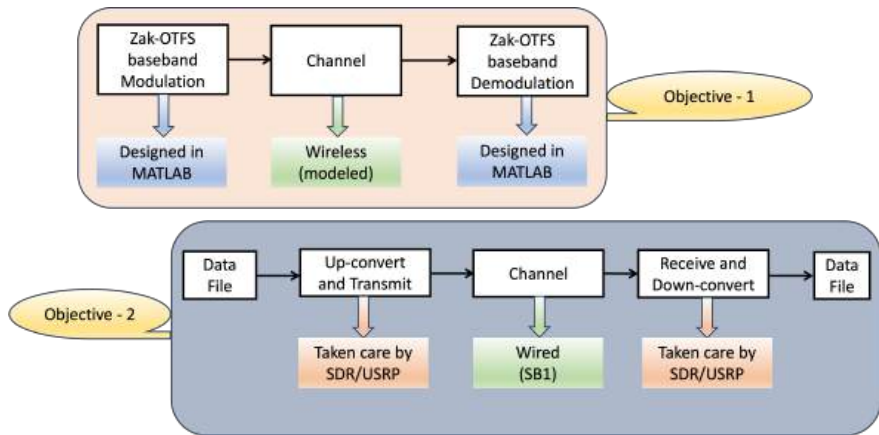 Zak-OTFS
baseband
Modulation
Channel
Zak-OTFS
baseband
Demodulation
Objective - 1
Designed in
MATLAB
Wireless
(modeled)
Designed in
MATLAB
Data
File
Up-convert
and Transmit
Channel
Receive and
Down-convert
Data
File
Objective - 2
Taken care by
SDR/USRP
Wired
(SB1)
Taken care by
SDR/USRP